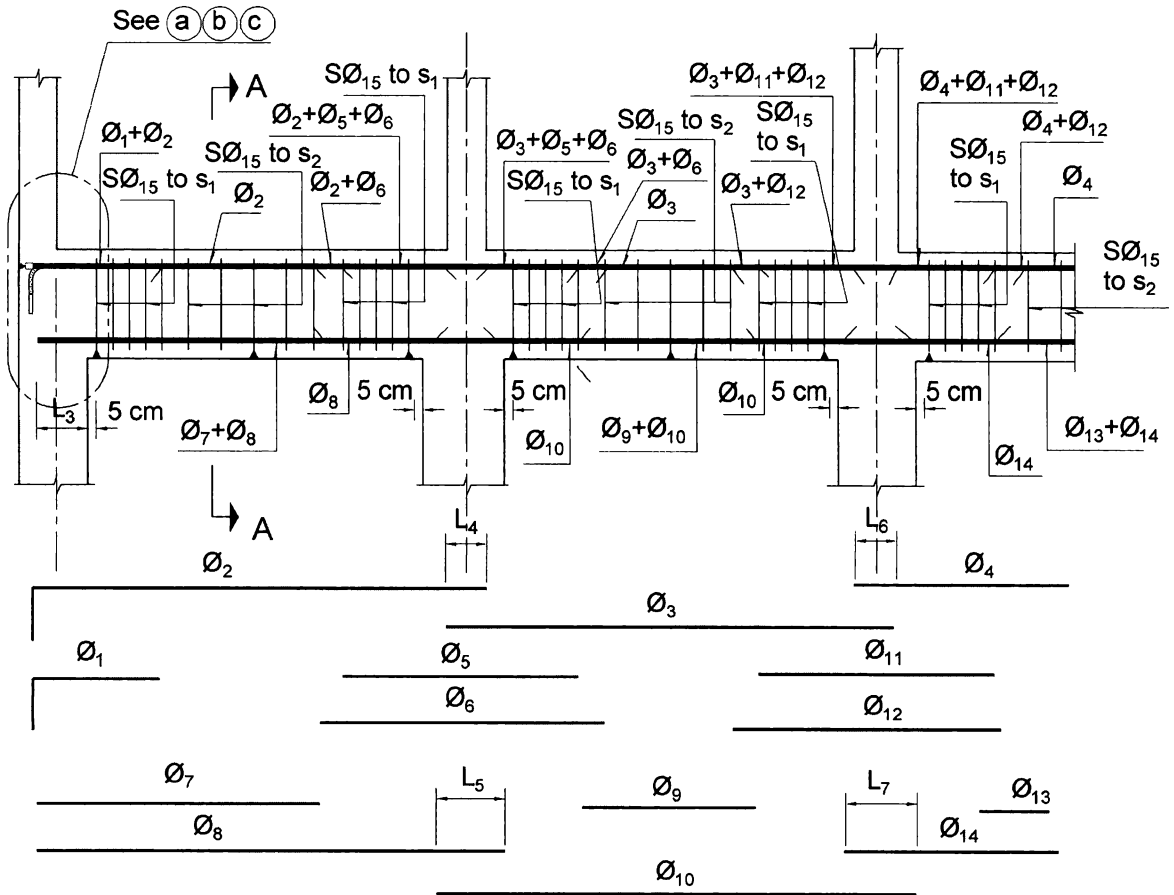 See a b c
A
SØ₁₅ to s₁
Ø₃+Ø₁₁+Ø₁₂
Ø₄+Ø₁₁+Ø₁₂
Ø₁+Ø₂
Ø₂+Ø₅+Ø₆
SØ₁₅ to s₂
SØ₁₅
to s₁
Ø₄+Ø₁₂
SØ₁₅ to s₂
Ø₃+Ø₅+Ø₆
Ø₃+Ø₆
SØ₁₅
to s₁
SØ₁₅ to s₁
Ø₂
Ø₂+Ø₆
SØ₁₅ to s₁
Ø₃
Ø₃+Ø₁₂
Ø₄
SØ₁₅
to s₂
L₃
5 cm
Ø₈
5 cm
5 cm
Ø₁₀
5 cm
5 cm
Ø₇+Ø₈
Ø₁₀
Ø₉+Ø₁₀
Ø₁₄
Ø₁₃+Ø₁₄
A
L₄
L₆
Ø₂
Ø₄
Ø₃
Ø₁
Ø₅
Ø₁₁
Ø₆
Ø₁₂
Ø₇
L₅
Ø₉
L₇
Ø₁₃
Ø₈
Ø₁₄
Ø₁₀